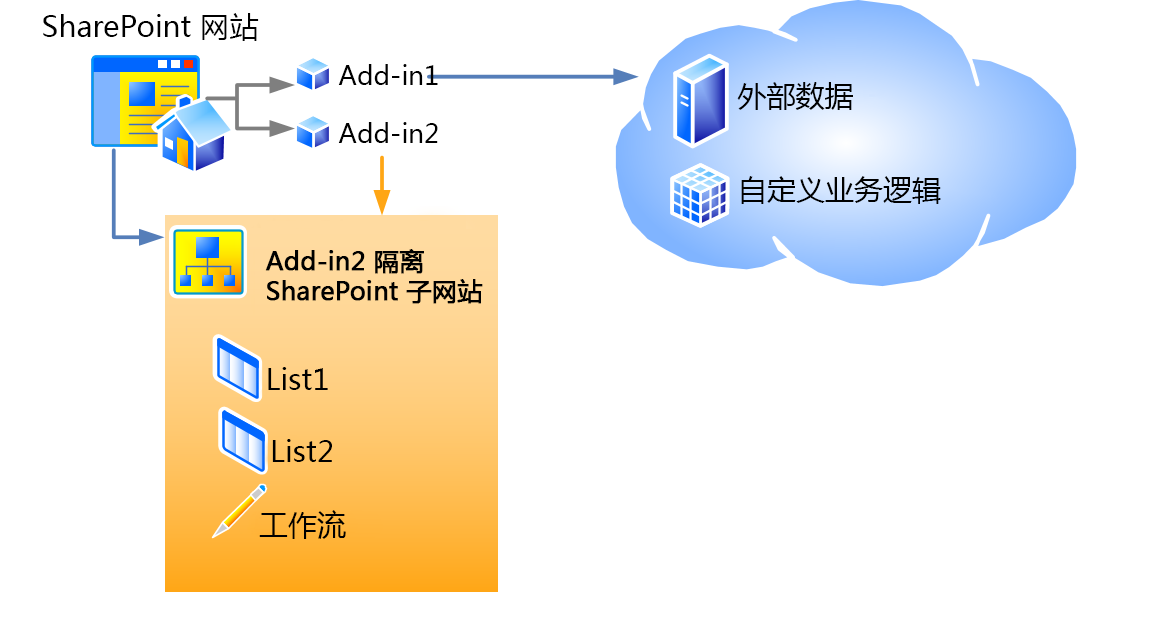 SharePoint 网站
Add-in1
Add-in2
外部数据
自定义业务逻辑
Add-in2 隔离
SharePoint 子网站
List1
List2
工作流